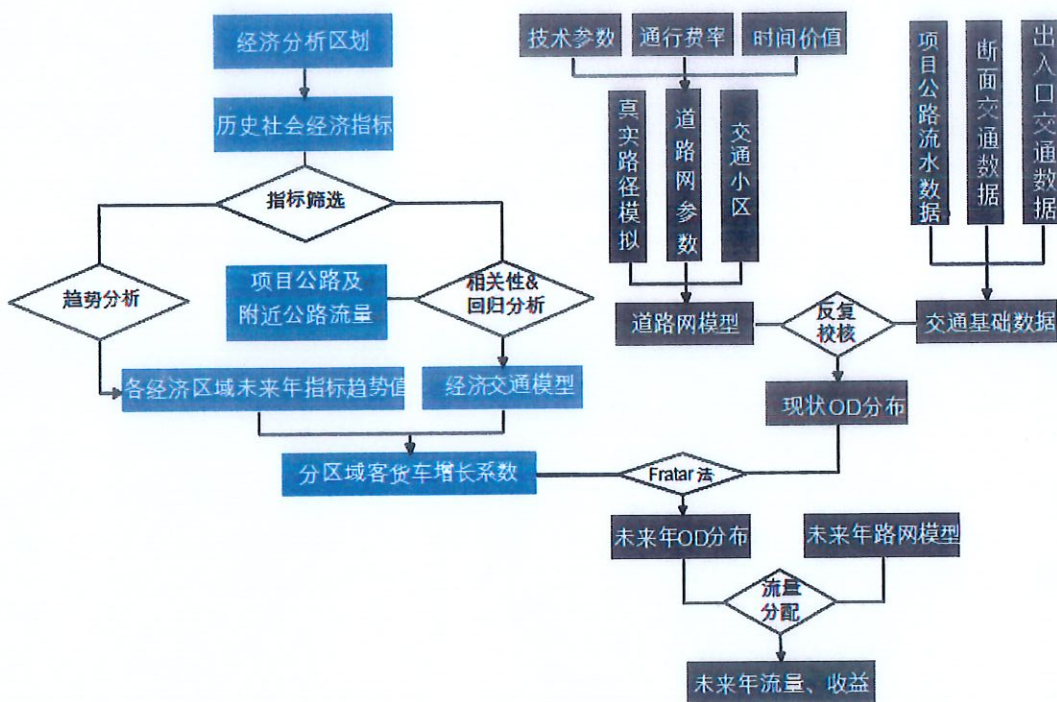 经济分析区划
历史社会经济指标
指标筛选
趋势分析
项目公路及
附近公路流量
相关性&
回归分析
各经济区域未来年指标趋势值
经济交通模型
分区域客货车增长系数
技术参数
通行费率
时间价值
真实路径模拟
道路网参数
交通小区
项目公路流水数据
断面交通数据
出入口交通数据
道路网模型
反复
校核
交通基础数据
现状OD分布
Fratar法
未来年OD分布
未来年路网模型
流量
分配
未来年流量、收益